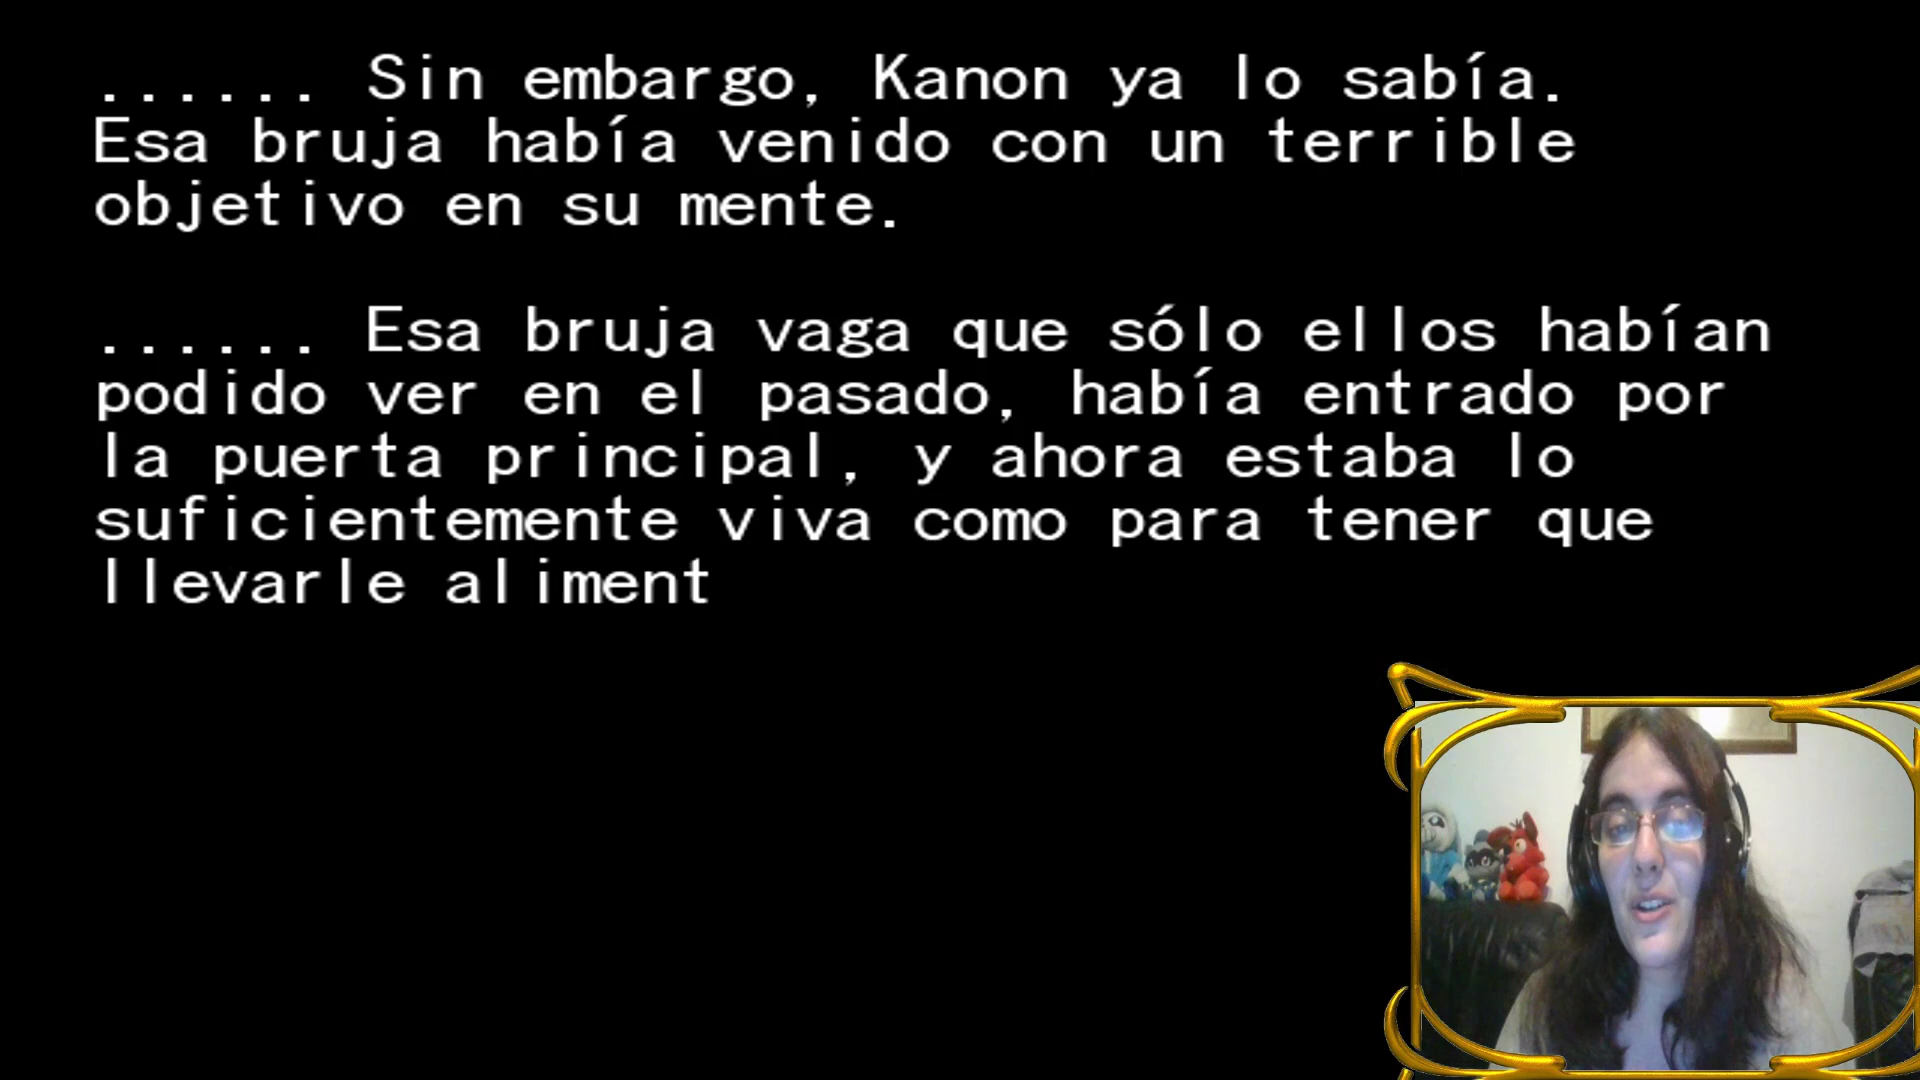 ...... Sin embargo, Kanon ya lo sabía.
Esa bruja había venido con un terrible
objetivo en su mente.
...... Esa bruja vaga que sólo ellos habían
podido ver en el pasado, había entrado por
la puerta principal, y ahora estaba lo
suficientemente viva como para tener que
llevarle aliment